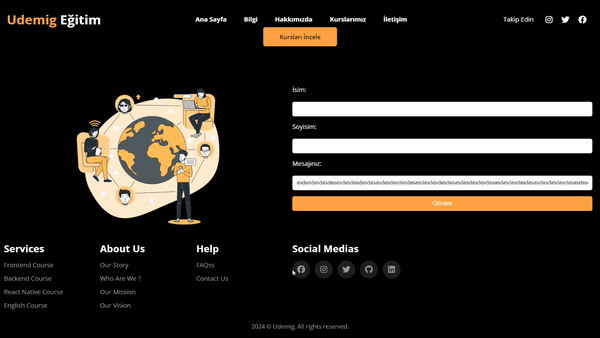 Udemig Eğitim
Ana Sayfa Bilgi Hakkımızda Kurslarımız İletişim
Takip Edin
Kursları İncele
İsim:
Soyisim:
Mesajınız:
Gönder
Services
Frontend Course
Backend Course
React Native Course
English Course
About Us
Our Story
Who Are We ?
Our Mission
Our Vision
Help
FAQss
Contact Us
Social Medias
2024 © Udemig. All rights reserved.